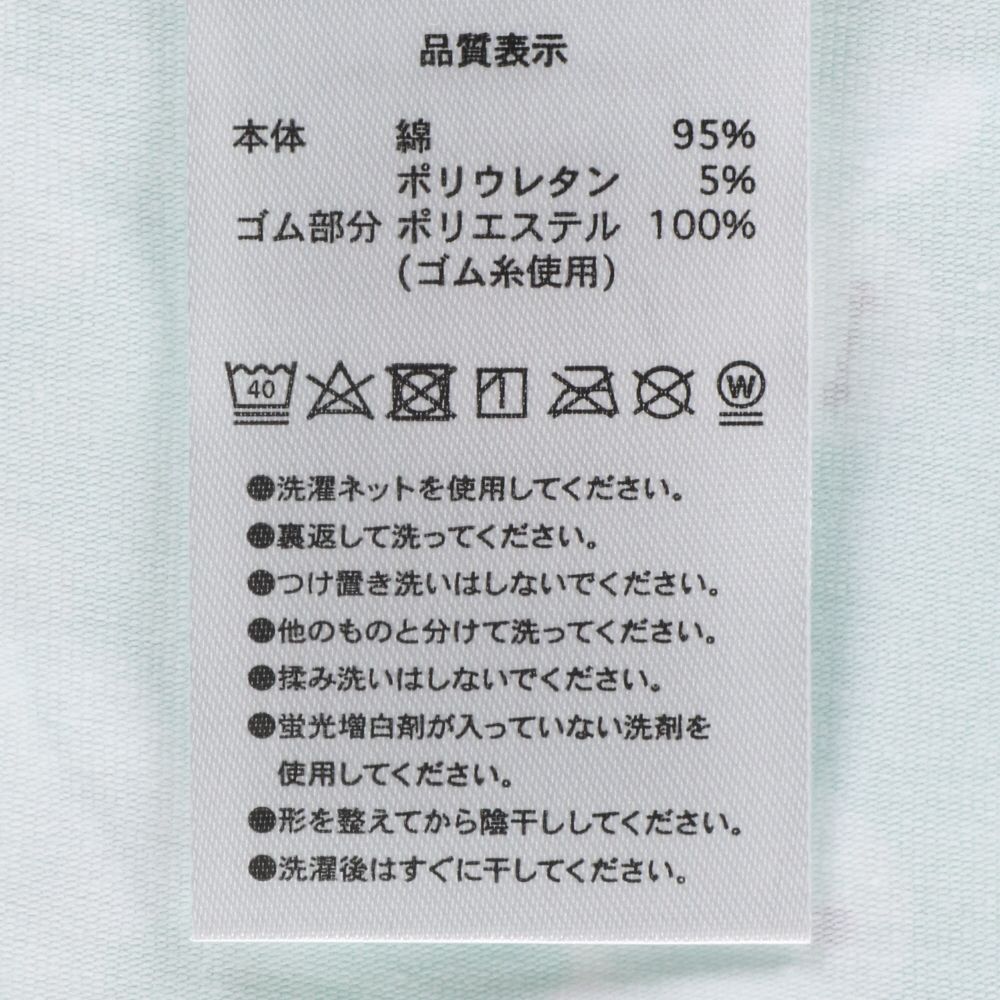 品質表示
本体 綿 95%
ポリウレタン 5%
ゴム部分 ポリエステル 100%
(ゴム糸使用)
40 W
●洗濯ネットを使用してください。
●裏返して洗ってください。
●つけ置き洗いはしないでください。
●他のものと分けて洗ってください。
●揉み洗いはしないでください。
●蛍光増白剤が入っていない洗剤を
使用してください。
●形を整えてから陰干ししてください。
●洗濯後はすぐに干してください。